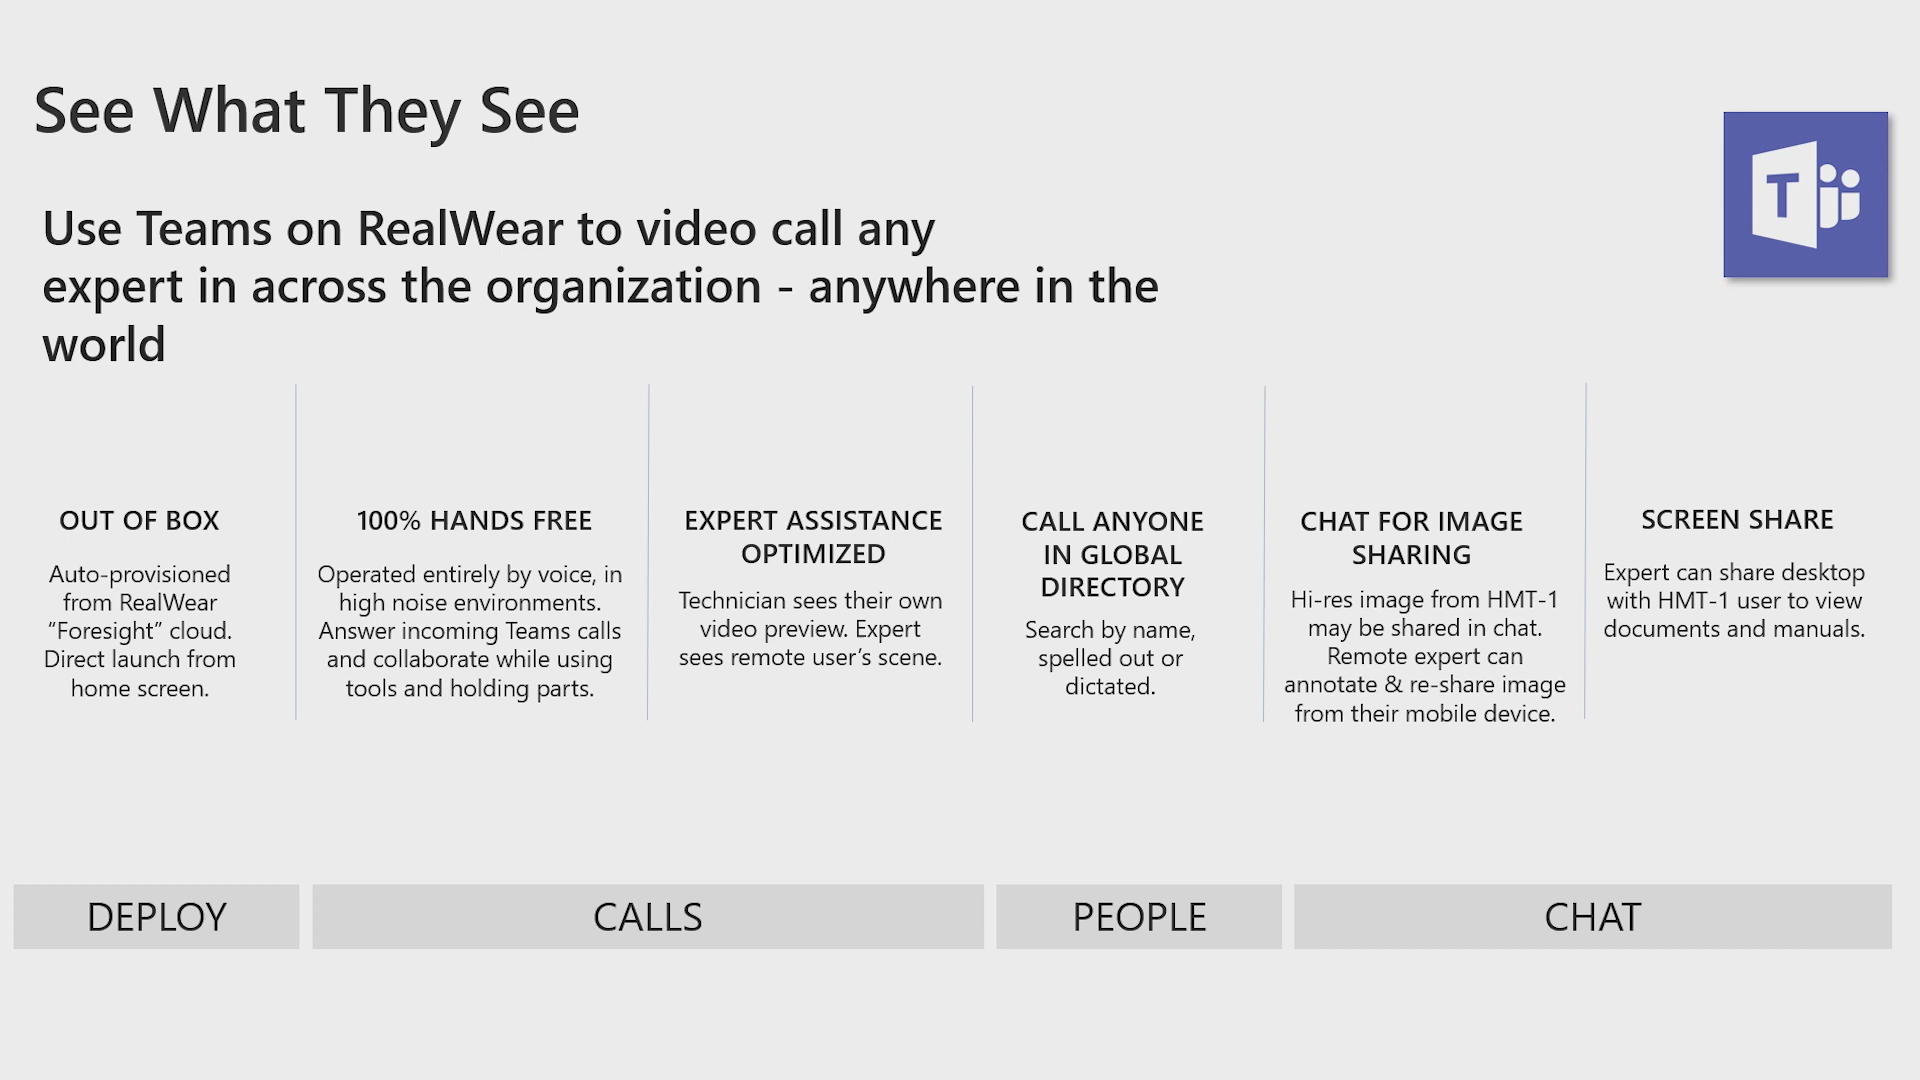 See What They See
T
Use Teams on RealWear to video call any
expert in across the organization - anywhere in the
world
OUT OF BOX
Auto-provisioned
from RealWear
“Foresight” cloud.
Direct launch from
home screen.
100% HANDS FREE
Operated entirely by voice, in
high noise environments.
Answer incoming Teams calls
and collaborate while using
tools and holding parts.
EXPERT ASSISTANCE
OPTIMIZED
Technician sees their own
video preview. Expert
sees remote user’s scene.
CALL ANYONE
IN GLOBAL
DIRECTORY
Search by name,
spelled out or
dictated.
CHAT FOR IMAGE
SHARING
Hi-res image from HMT-1
may be shared in chat.
Remote expert can
annotate & re-share image
from their mobile device.
SCREEN SHARE
Expert can share desktop
with HMT-1 user to view
documents and manuals.
DEPLOY
CALLS
PEOPLE
CHAT